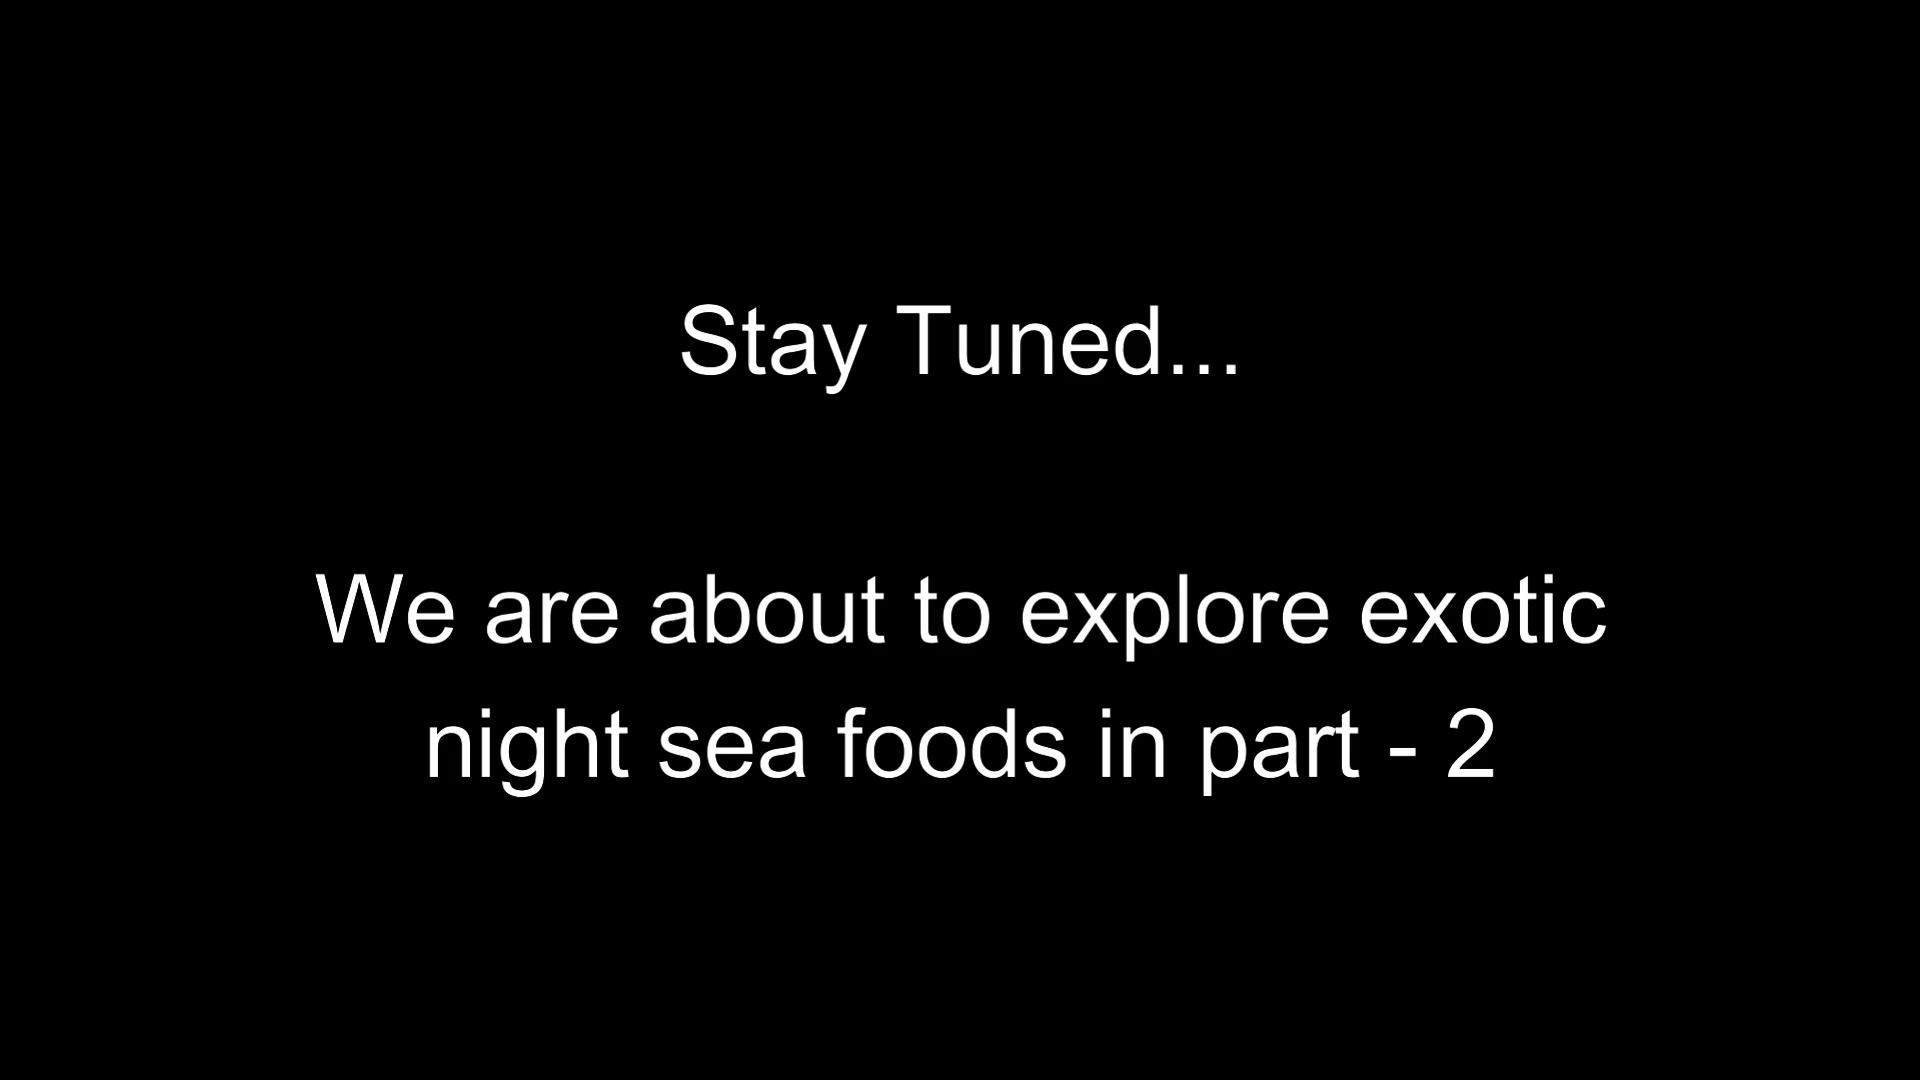 Stay Tuned...
We are about to explore exotic
night sea foods in part - 2